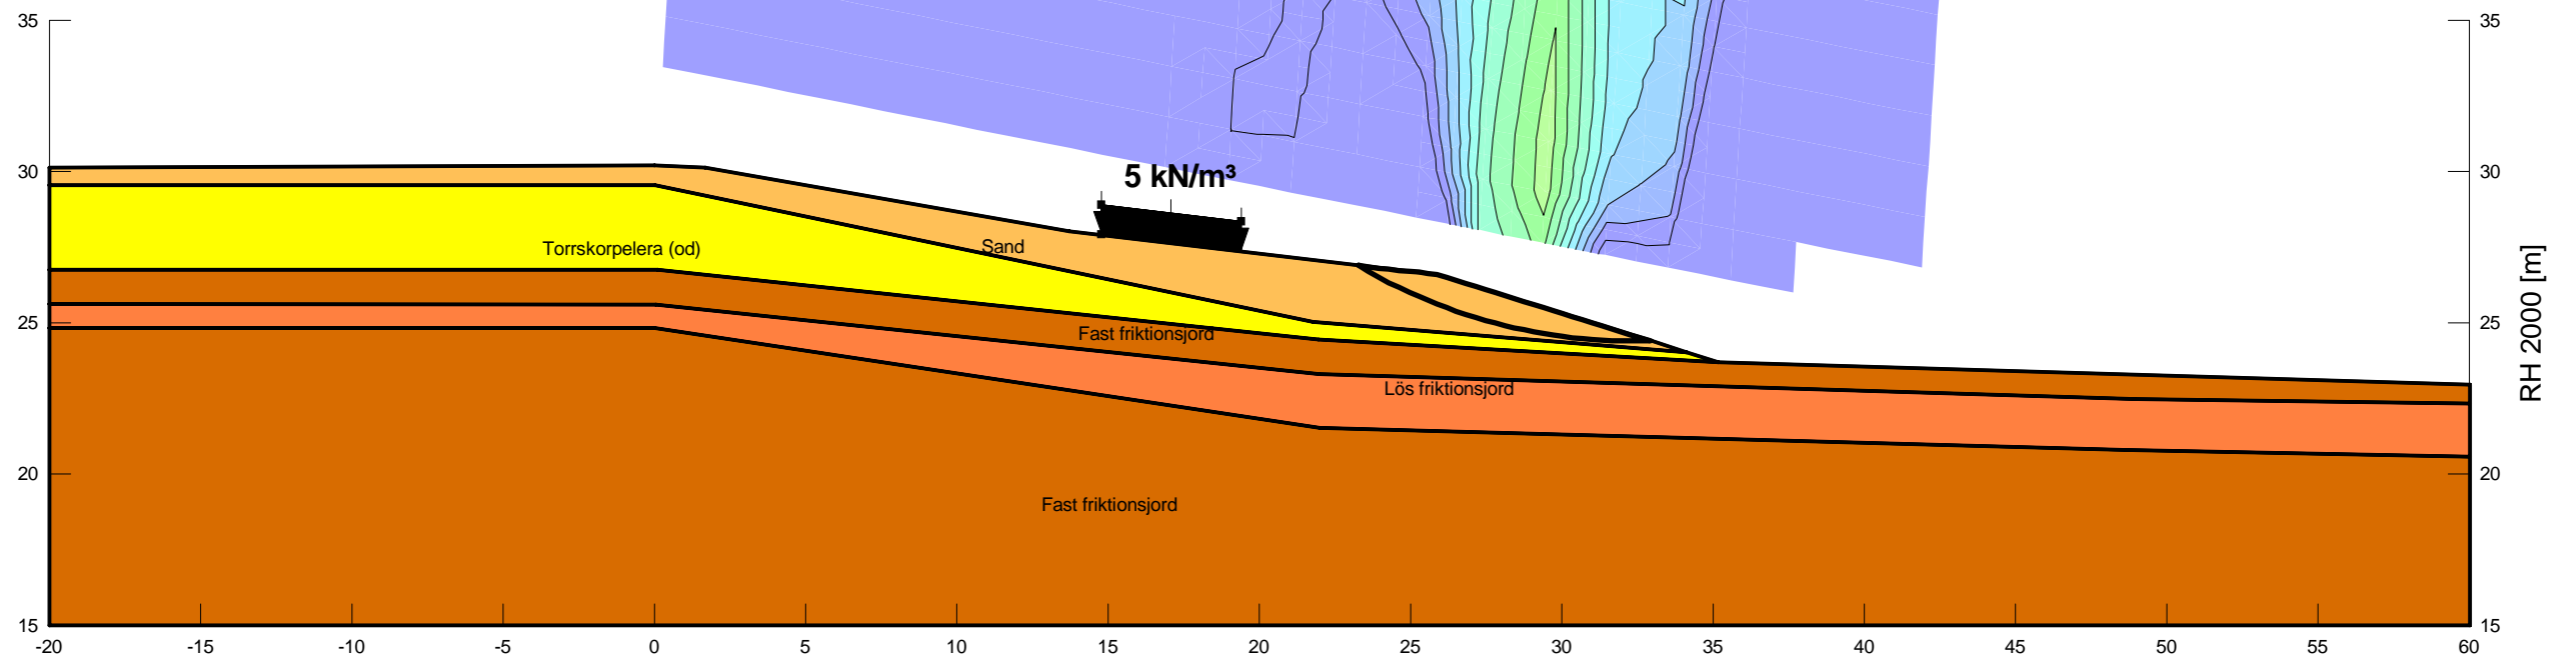 35
35
5 kN/m³
30
30
Sand
Torrskorpelera (od)
RH 2000 [m]
25
25
Fast friktionsjord
Lös friktionsjord
20
20
Fast friktionsjord
15
15
-20 -15 -10 -5 0 5 10 15 20 25 30 35 40 45 50 55 60